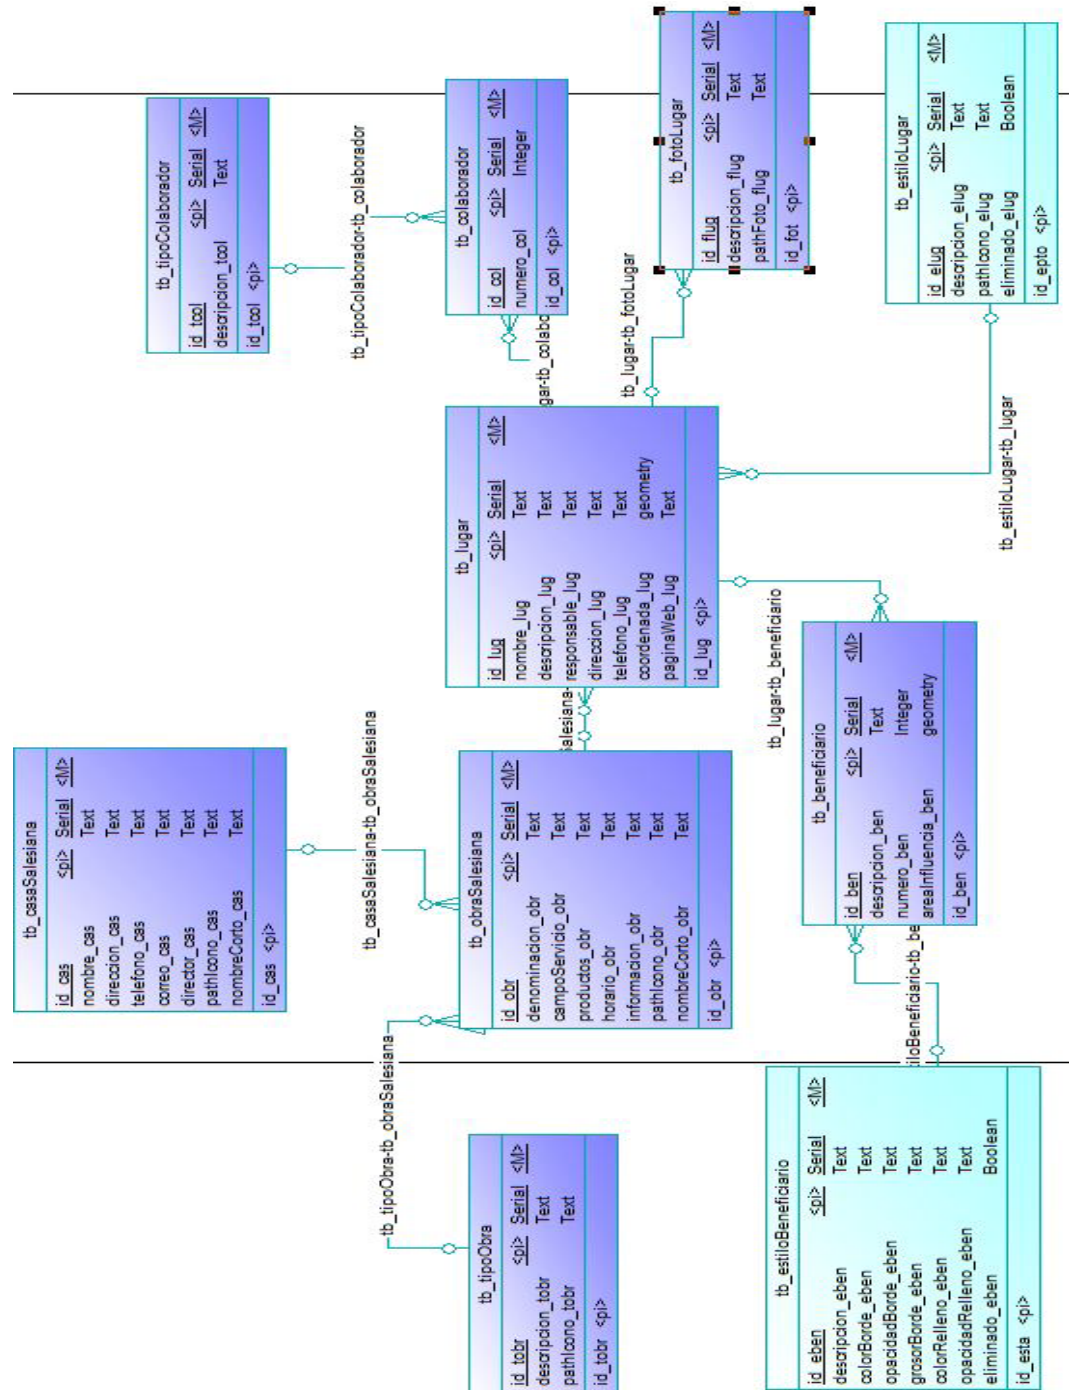 tb_tipoColaborador
id_tcol <pi> Serial <M>
descripcion_tcol Text
id_tcol <pi>
tb_tipoColaborador-tb_colaborador
tb_colaborador
id_col <pi> Serial <M>
numero_col Integer
id_col <pi>
gar-tb_colabo
tb_fotoLugar
id_flug <pi> Serial <M>
descripcion_flug Text
pathFoto_flug Text
id_fot <pi>
tb_lugar-tb_fotoLugar
tb_estiloLugar
id_elug <pi> Serial <M>
descripcion_elug Text
pathIcono_elug Text
eliminado_elug Boolean
id_epto <pi>
tb_estiloLugar-tb_lugar
tb_lugar
id_lug <pi> Serial <M>
nombre_lug Text
descripcion_lug Text
responsable_lug Text
direccion_lug Text
telefono_lug Text
coordenada_lug geometry
paginaWeb_lug Text
id_lug <pi>
tb_lugar-tb_beneficiario
tb_casaSalesiana
id_cas <pi> Serial <M>
nombre_cas Text
direccion_cas Text
telefono_cas Text
correo_cas Text
director_cas Text
pathIcono_cas Text
nombreCorto_cas Text
id_cas <pi>
tb_casaSalesiana-tb_obraSalesiana
tb_obraSalesiana
id_obr <pi> Serial <M>
denominacion_obr Text
campoServicio_obr Text
productos_obr Text
horario_obr Text
informacion_obr Text
pathIcono_obr Text
nombreCorto_obr Text
id_obr <pi>
salesiana-
tb_beneficiario
id_ben <pi> Serial <M>
descripcion_ben Text
numero_ben Integer
areaInfluencia_ben geometry
id_ben <pi>
iloBeneficiario-tb_be
tb_tipoObra-tb_obraSalesiana
tb_tipoObra
id_tobr <pi> Serial <M>
descripcion_tobr Text
pathIcono_tobr Text
id_tobr <pi>
tb_estiloBeneficiario
id_eben <pi> Serial <M>
descripcion_eben Text
colorBorde_eben Text
opacidadBorde_eben Text
grosorBorde_eben Text
colorRelleno_eben Text
opacidadRelleno_eben Text
eliminado_eben Boolean
id_esta <pi>